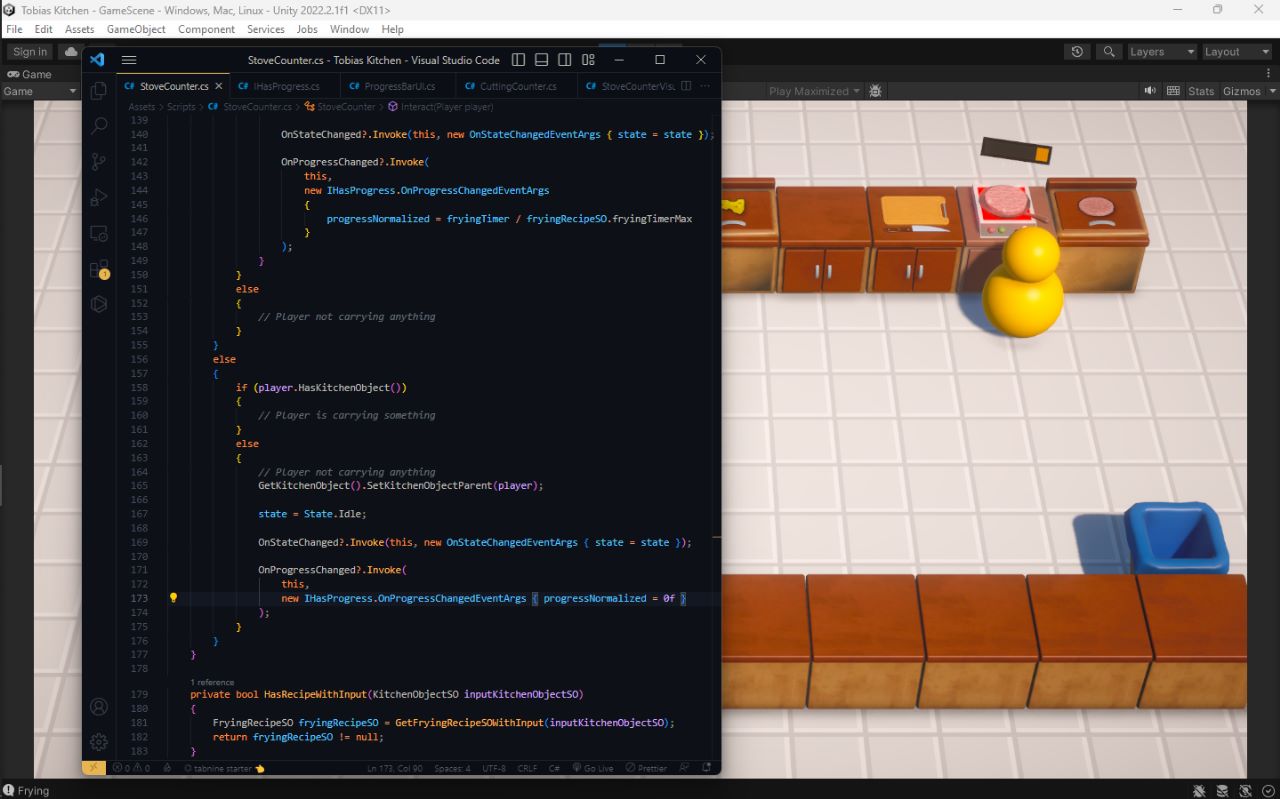 Tobias Kitchen - GameScene - Windows, Mac, Linux - Unity 2022.2.1f1 <DX11>
File Edit Assets GameObject Component Services Jobs Window Help
Sign in
Layers Layout
Game
Game
Play Maximized Stats Gizmos
StoveCounter.cs - Tobias Kitchen - Visual Studio Code
C# StoveCounter.cs C# IHasProgress.cs C# ProgressBarUI.cs C# CuttingCounter.cs C# StoveCounterVisu
Assets > Scripts > C# StoveCounter.cs > StoveCounter > Interact(Player player)
139
140 OnStateChanged?.Invoke(this, new OnStateChangedEventArgs { state = state });
141
142 OnProgressChanged?.Invoke(
143 this,
144 new IHasProgress.OnProgressChangedEventArgs
145 {
146 progressNormalized = fryingTimer / fryingRecipeSO.fryingTimerMax
147 }
148 );
149 }
150 }
151 else
152 {
153 // Player not carrying anything
154 }
155 }
156 else
157 {
158 if (player.HasKitchenObject())
159 {
160 // Player is carrying something
161 }
162 else
163 {
164 // Player not carrying anything
165 GetKitchenObject().SetKitchenObjectParent(player);
166
167 state = State.Idle;
168
169 OnStateChanged?.Invoke(this, new OnStateChangedEventArgs { state = state });
170
171 OnProgressChanged?.Invoke(
172 this,
173 new IHasProgress.OnProgressChangedEventArgs { progressNormalized = 0f }
174 );
175 }
176 }
177 }
178
1 reference
179 private bool HasRecipeWithInput(KitchenObjectSO inputKitchenObjectSO)
180 {
181 FryingRecipeSO fryingRecipeSO = GetFryingRecipeSOWithInput(inputKitchenObjectSO);
182 return fryingRecipeSO != null;
183 }
0 0 tabnine starter Ln 173, Col 90 Spaces: 4 UTF-8 CRLF C# Go Live Prettier
Frying